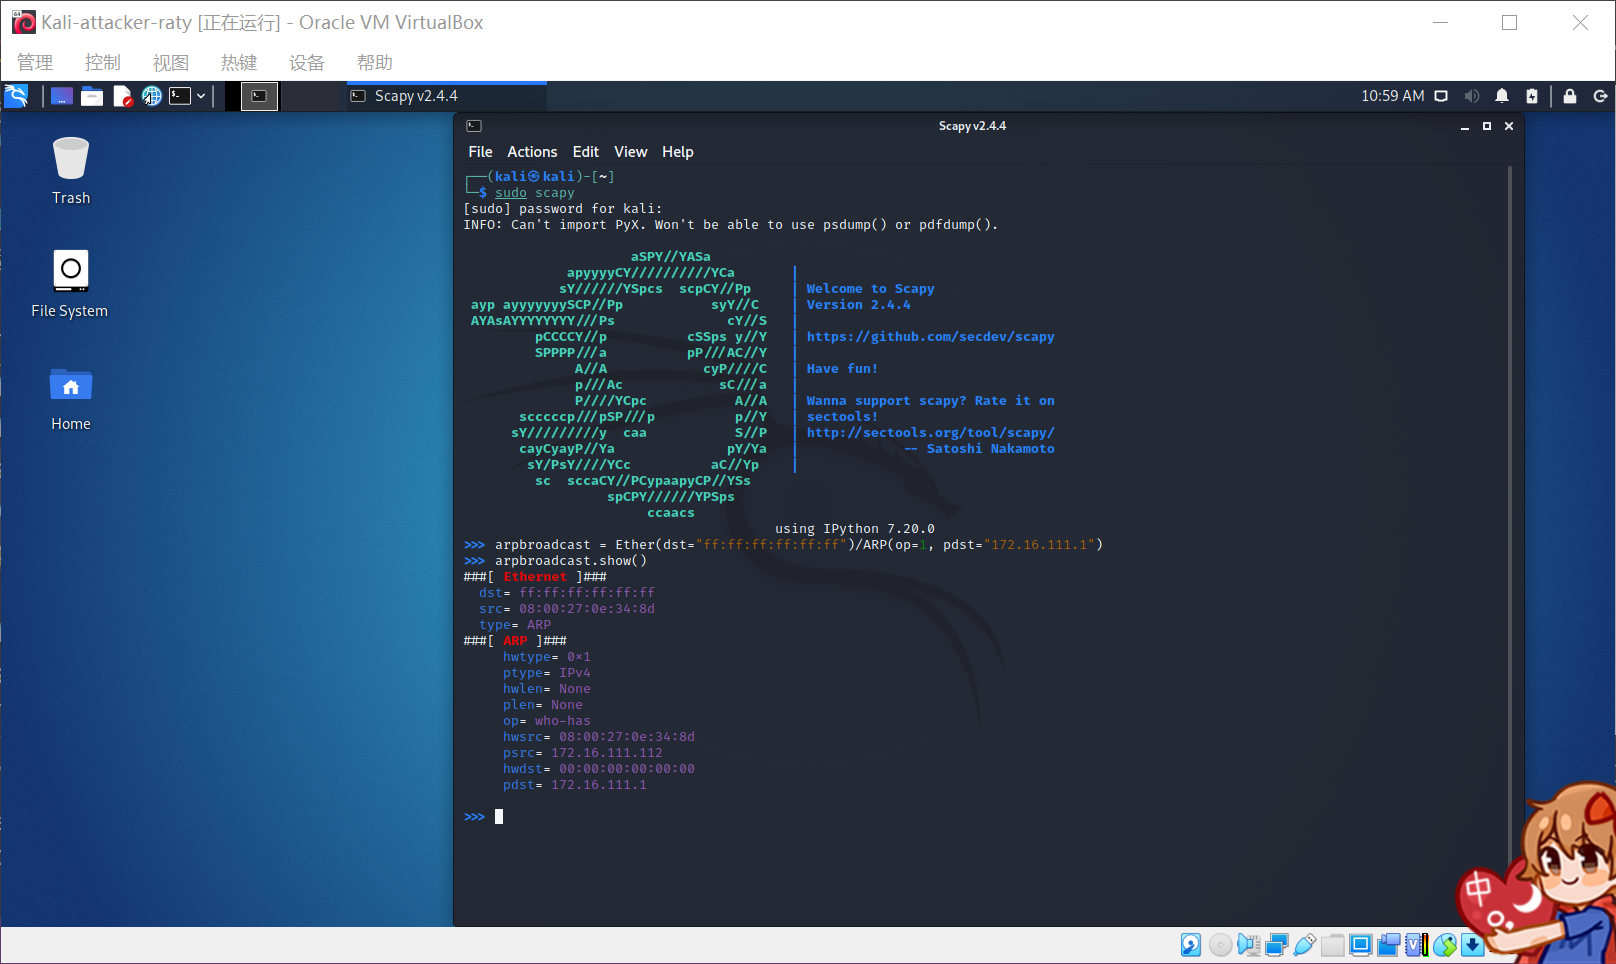 Kali-attacker-raty [正在运行] - Oracle VM VirtualBox
管理 控制 视图 热键 设备 帮助
Scapy v2.4.4
10:59 AM
Trash
File System
Home
Scapy v2.4.4
File Actions Edit View Help
┌──(kali㉿kali)-[~]
└─$ sudo scapy
[sudo] password for kali:
INFO: Can't import PyX. Won't be able to use psdump() or pdfdump().
                     aSPY//YASa
             apyyyyCY//////////YCa       |
            sY//////YSpcs  scpCY//Pp     | Welcome to Scapy
 ayp ayyyyyyySCP//Pp           syY//C    | Version 2.4.4
 AYAsAYYYYYYYY///Ps              cY//S   |
         pCCCCY//p          cSSps y//Y   | https://github.com/secdev/scapy
         SPPPP///a          pP///AC//Y   |
              A//A            cyP////C   | Have fun!
              p///Ac            sC///a   |
              P////YCpc           A//A   | Wanna support scapy? Rate it on
       scccccp///pSP///p          p//Y   | sectools!
      sY/////////y  caa           S//P   | http://sectools.org/tool/scapy/
       cayCyayP//Ya              pY/Ya   |             -- Satoshi Nakamoto
        sY/PsY////YCc          aC//Yp    |
         sc  sccaCY//PCypaapyCP//YSs
                  spCPY//////YPSps
                       ccaacs
                                       using IPython 7.20.0
>>> arpbroadcast = Ether(dst="ff:ff:ff:ff:ff:ff")/ARP(op=1, pdst="172.16.111.1")
>>> arpbroadcast.show()
###[ Ethernet ]###
  dst= ff:ff:ff:ff:ff:ff
  src= 08:00:27:0e:34:8d
  type= ARP
###[ ARP ]###
     hwtype= 0×1
     ptype= IPv4
     hwlen= None
     plen= None
     op= who-has
     hwsrc= 08:00:27:0e:34:8d
     psrc= 172.16.111.112
     hwdst= 00:00:00:00:00:00
     pdst= 172.16.111.1
>>>
中